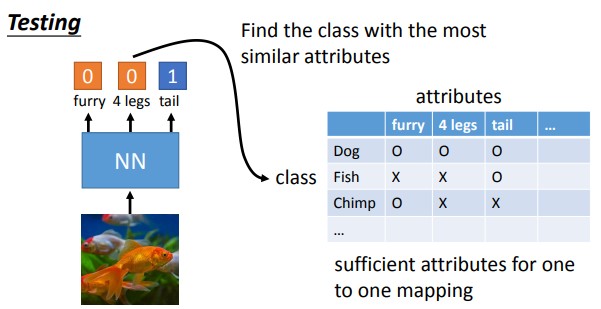 Testing
Find the class with the most
similar attributes
0 0 1
furry 4 legs tail
NN
attributes
class
furry 4 legs tail ...
Dog O O O
Fish X X O
Chimp O X X
...
sufficient attributes for one
to one mapping